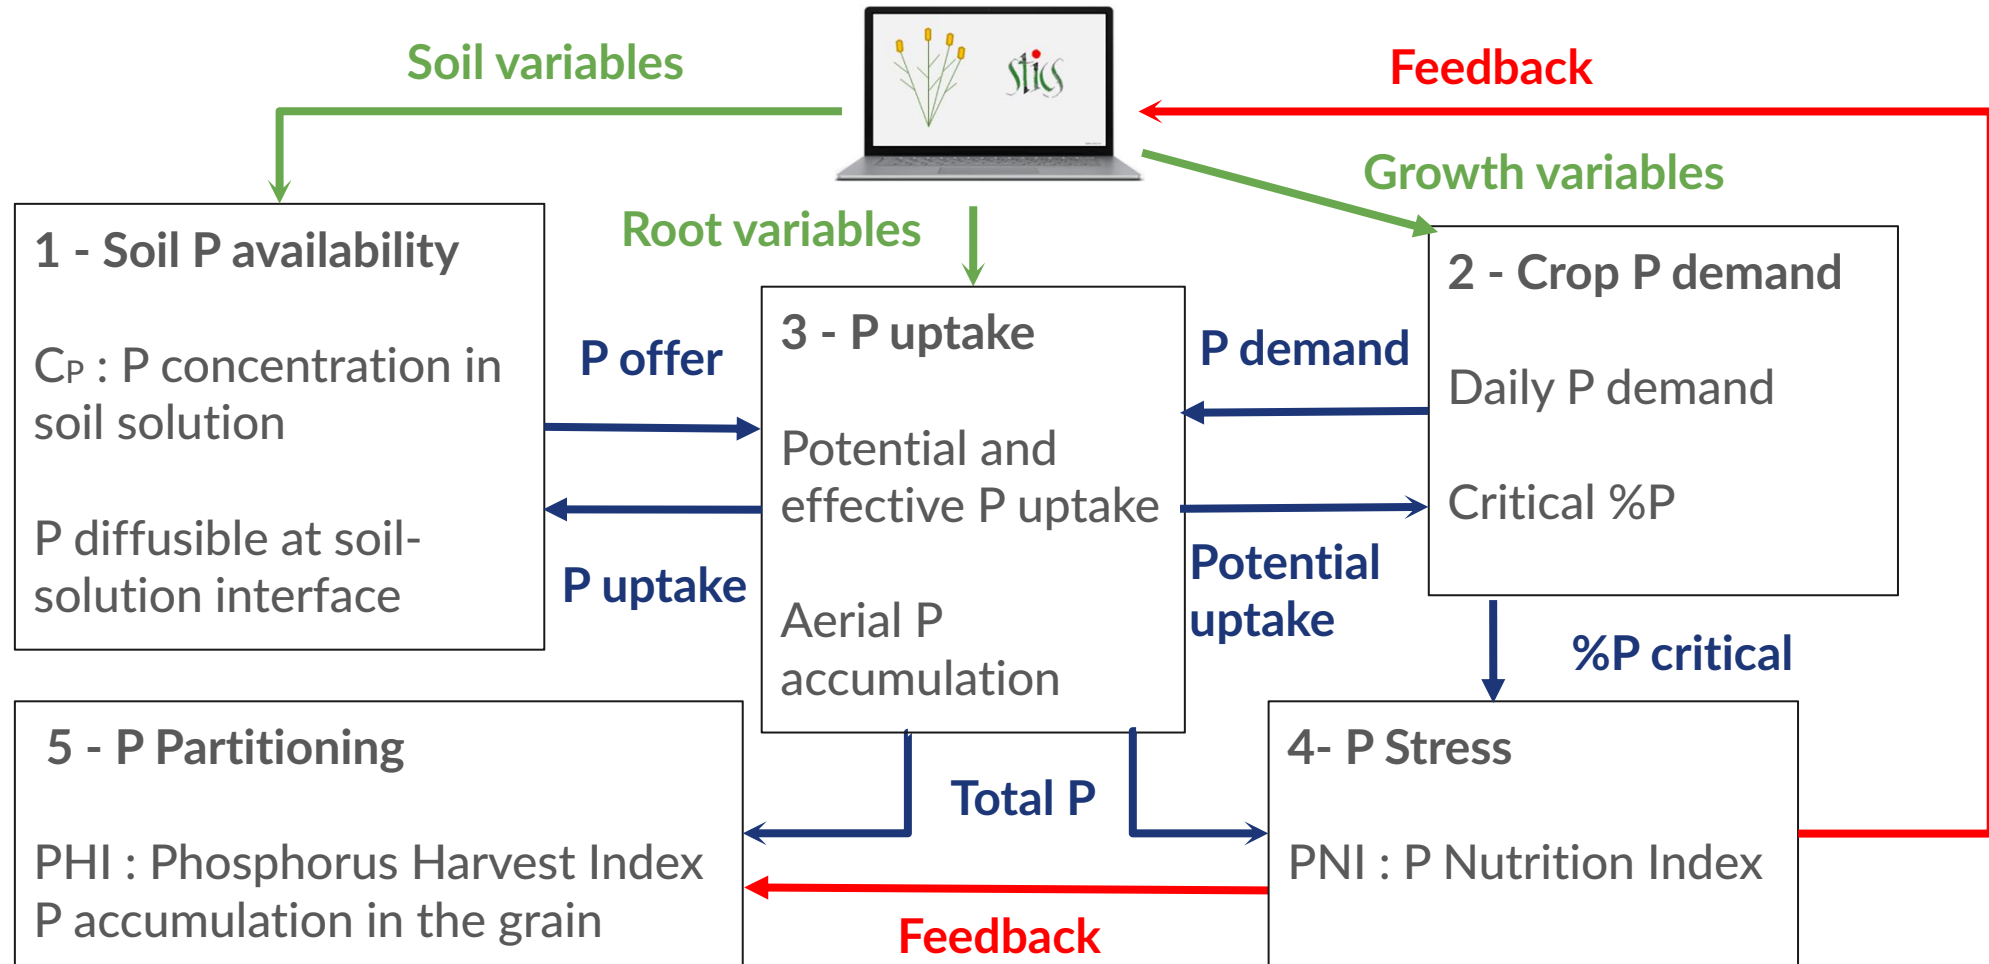 Soil variables
stics
Feedback
Growth variables
Root variables
1 - Soil P availability
CP : P concentration in
soil solution
P diffusible at soil-
solution interface
P offer
P uptake
3 - P uptake
Potential and
effective P uptake
Aerial P
accumulation
P demand
Potential
uptake
2 - Crop P demand
Daily P demand
Critical %P
%P critical
5 - P Partitioning
PHI : Phosphorus Harvest Index
P accumulation in the grain
Total P
Feedback
4- P Stress
PNI : P Nutrition Index